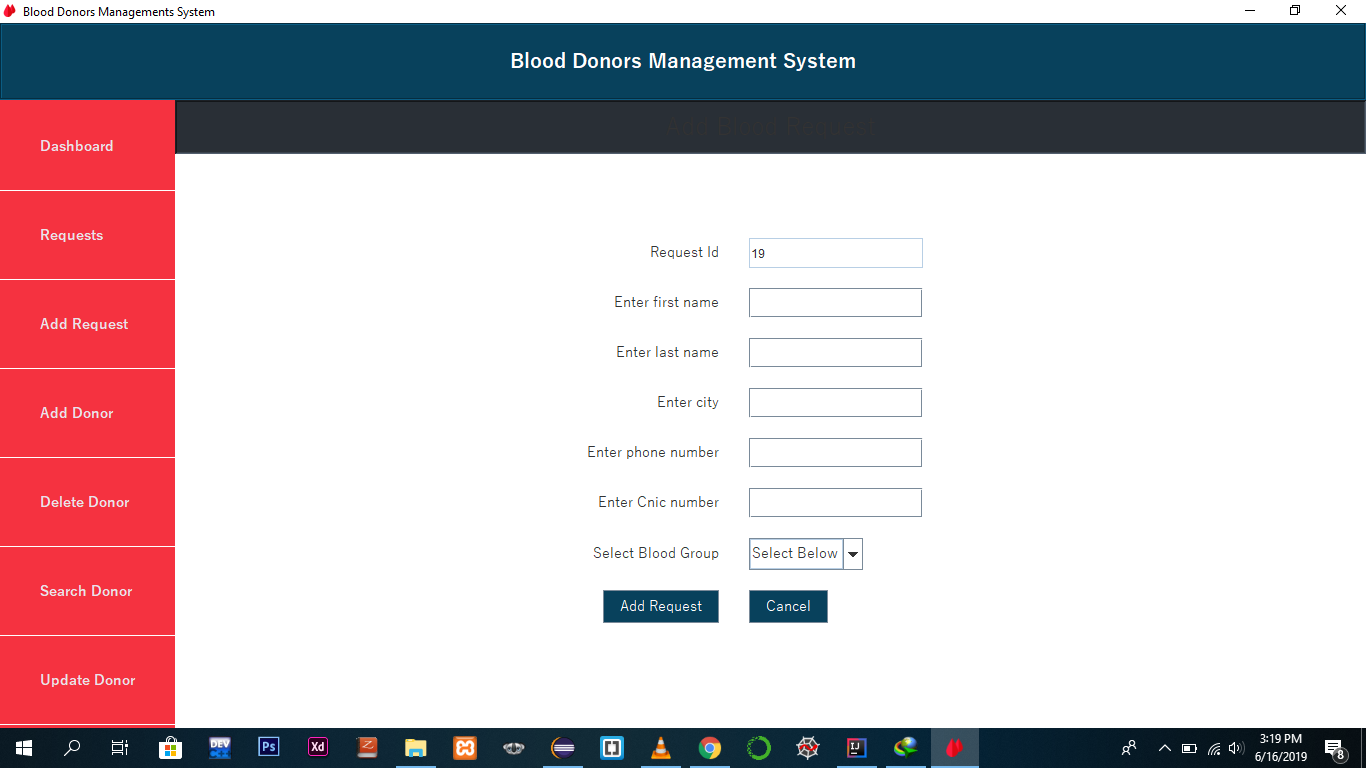 Blood Donors Managements System
Blood Donors Management System
Add Blood Request
Dashboard
Requests
Add Request
Add Donor
Delete Donor
Search Donor
Update Donor
Request Id 19
Enter first name
Enter last name
Enter city
Enter phone number
Enter Cnic number
Select Blood Group Select Below
Add Request Cancel
DEV
Ps
Xd
IJ
3:19 PM
6/16/2019
8